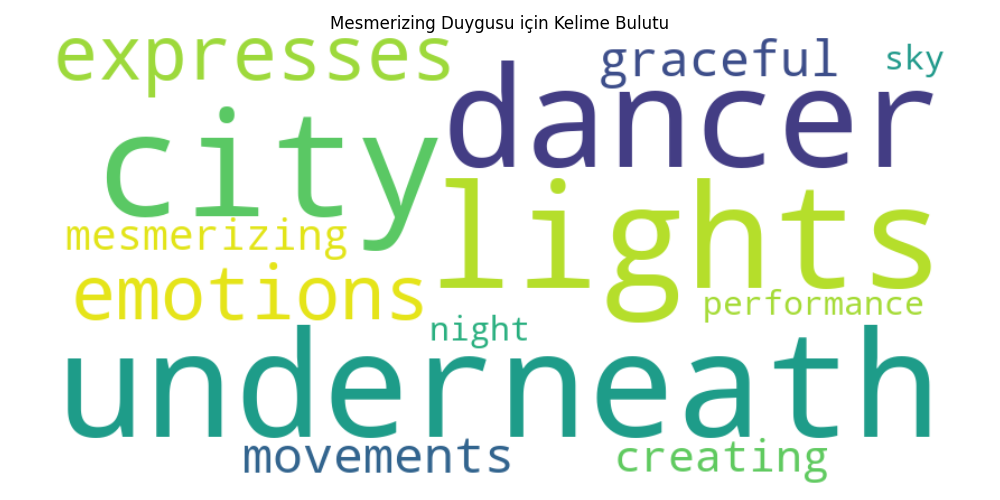 Mesmerizing Duygusu için Kelime Bulutu
expresses graceful sky
city dancer
mesmerizing lights
emotions performance
night
underneath
movements creating